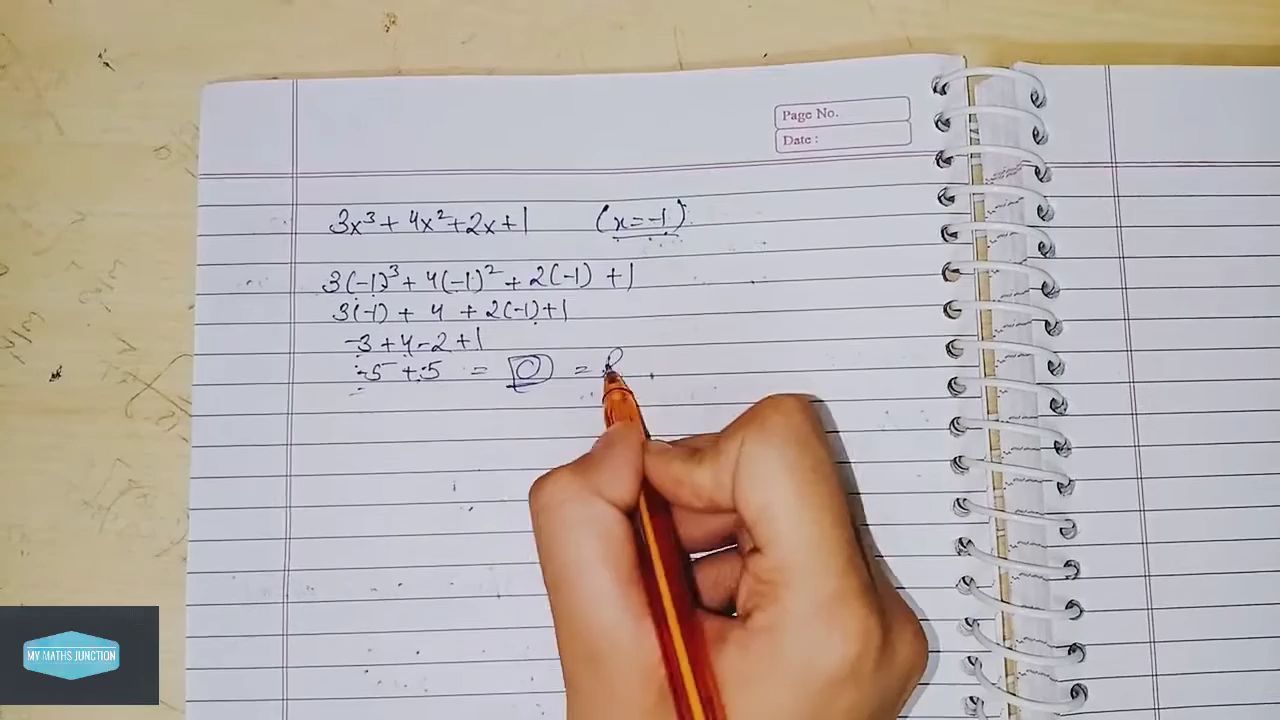 Page No.
Date :
3x³ + 4x² + 2x + 1 (x = -1)
3(-1)³ + 4(-1)² + 2(-1) + 1
3(-1) + 4 + 2(-1) + 1
-3 + 4 - 2 + 1
-5 + 5 = 0 =
MY MATHS JUNCTION